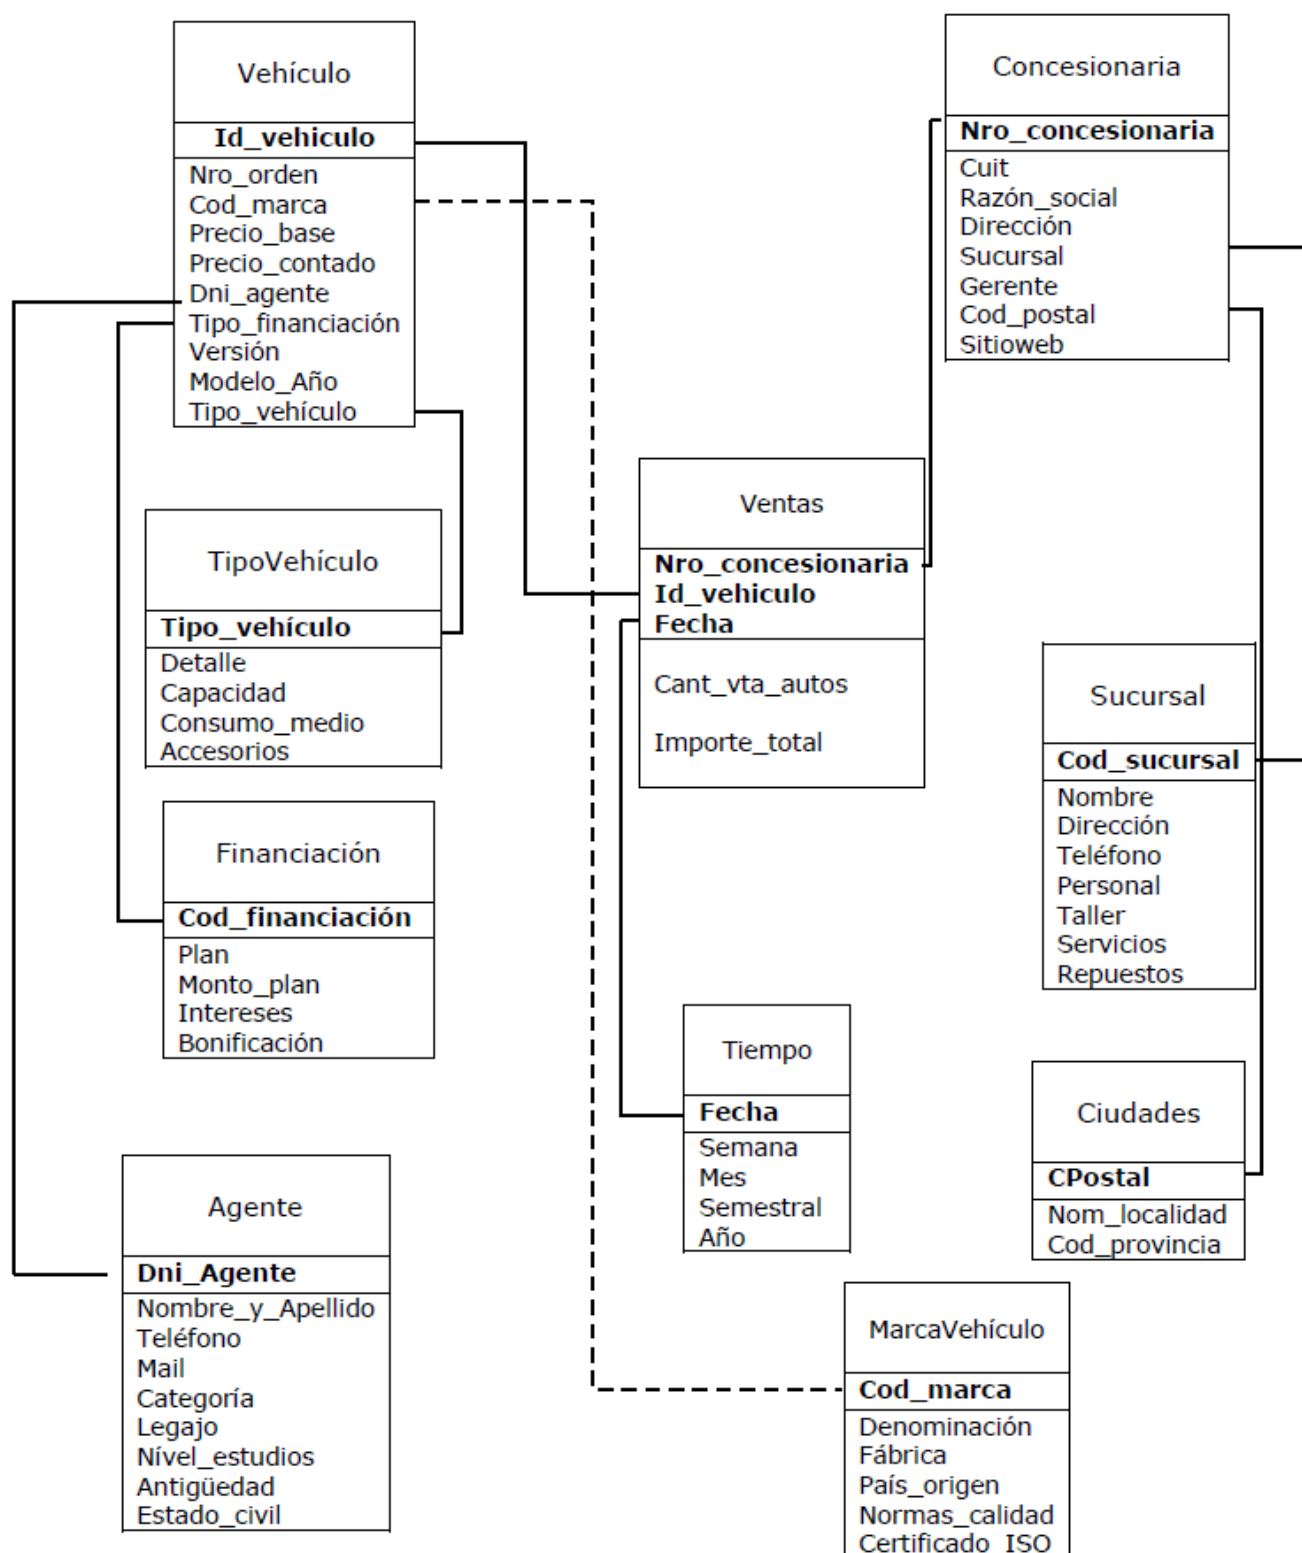 Vehículo
Id_vehiculo
Nro_orden
Cod_marca
Precio_base
Precio_contado
Dni_agente
Tipo_financiación
Versión
Modelo_Año
Tipo_vehículo
Concesionaria
Nro_concesionaria
Cuit
Razón_social
Dirección
Sucursal
Gerente
Cod_postal
Sitioweb
TipoVehículo
Tipo_vehículo
Detalle
Capacidad
Consumo_medio
Accesorios
Ventas
Nro_concesionaria
Id_vehiculo
Fecha
Cant_vta_autos
Importe_total
Sucursal
Cod_sucursal
Nombre
Dirección
Teléfono
Personal
Taller
Servicios
Repuestos
Financiación
Cod_financiación
Plan
Monto_plan
Intereses
Bonificación
Tiempo
Fecha
Semana
Mes
Semestral
Año
Ciudades
CPostal
Nom_localidad
Cod_provincia
Agente
Dni_Agente
Nombre_y_Apellido
Teléfono
Mail
Categoría
Legajo
Nível_estudios
Antigüedad
Estado_civil
MarcaVehículo
Cod_marca
Denominación
Fábrica
País_origen
Normas_calidad
Certificado_ISO